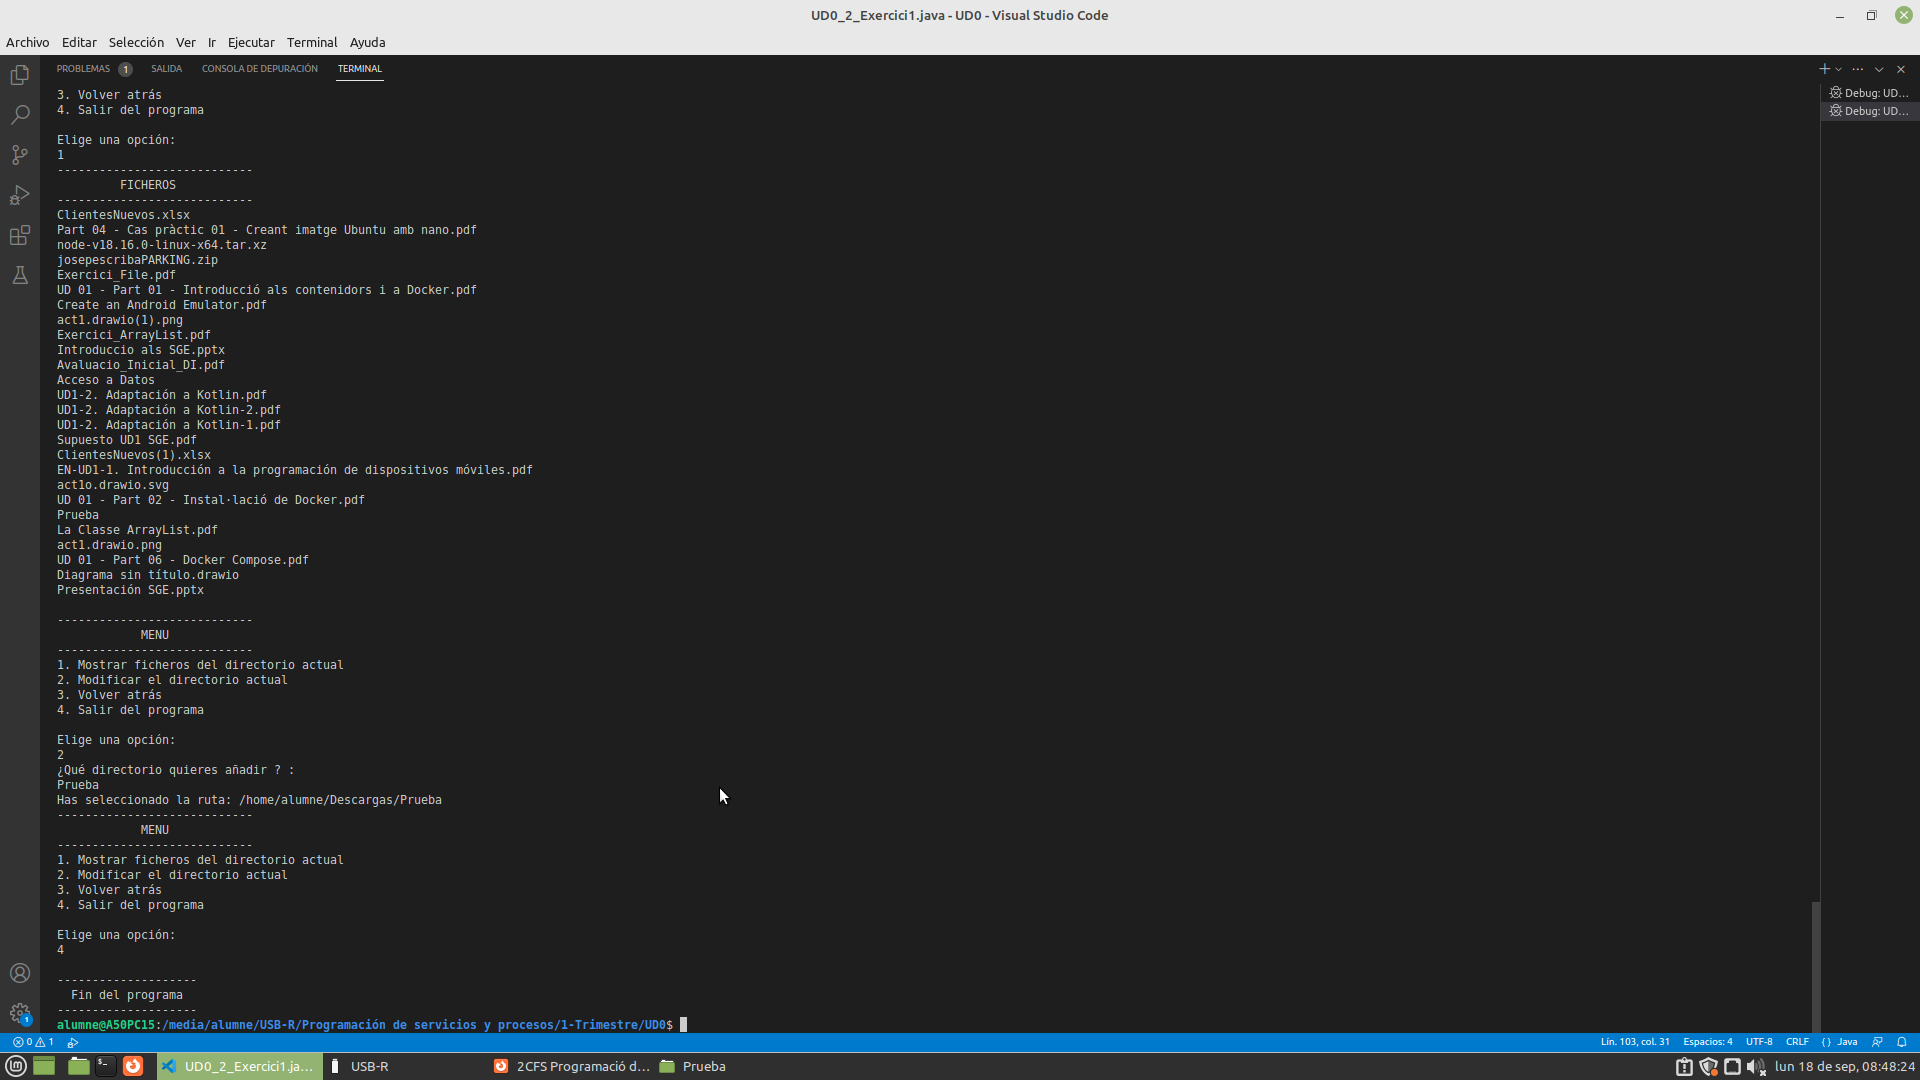 UD0_2_Exercici1.java - UD0 - Visual Studio Code
Archivo Editar Selección Ver Ir Ejecutar Terminal Ayuda
PROBLEMAS 1 SALIDA CONSOLA DE DEPURACIÓN TERMINAL
Debug: UD...
Debug: UD...
3. Volver atrás
4. Salir del programa
Elige una opción:
1
----------------------------
FICHEROS
----------------------------
ClientesNuevos.xlsx
Part 04 - Cas pràctic 01 - Creant imatge Ubuntu amb nano.pdf
node-v18.16.0-linux-x64.tar.xz
josepescribaPARKING.zip
Exercici_File.pdf
UD 01 - Part 01 - Introducció als contenidors i a Docker.pdf
Create an Android Emulator.pdf
act1.drawio(1).png
Exercici_ArrayList.pdf
Introduccio als SGE.pptx
Avaluacio_Inicial_DI.pdf
Acceso a Datos
UD1-2. Adaptación a Kotlin.pdf
UD1-2. Adaptación a Kotlin-2.pdf
UD1-2. Adaptación a Kotlin-1.pdf
Supuesto UD1 SGE.pdf
ClientesNuevos(1).xlsx
EN-UD1-1. Introducción a la programación de dispositivos móviles.pdf
act1o.drawio.svg
UD 01 - Part 02 - Instal·lació de Docker.pdf
Prueba
La Classe ArrayList.pdf
act1.drawio.png
UD 01 - Part 06 - Docker Compose.pdf
Diagrama sin título.drawio
Presentación SGE.pptx
----------------------------
MENU
----------------------------
1. Mostrar ficheros del directorio actual
2. Modificar el directorio actual
3. Volver atrás
4. Salir del programa
Elige una opción:
2
¿Qué directorio quieres añadir ? :
Prueba
Has seleccionado la ruta: /home/alumne/Descargas/Prueba
----------------------------
MENU
----------------------------
1. Mostrar ficheros del directorio actual
2. Modificar el directorio actual
3. Volver atrás
4. Salir del programa
Elige una opción:
4
--------------------
Fin del programa
--------------------
alumne@A50PC15:/media/alumne/USB-R/Programación de servicios y procesos/1-Trimestre/UD0$
1
0 1 Lín. 103, col. 31 Espacios: 4 UTF-8 CRLF {} Java
UD0_2_Exercici1.ja... USB-R 2CFS Programació d... Prueba lun 18 de sep, 08:48:24